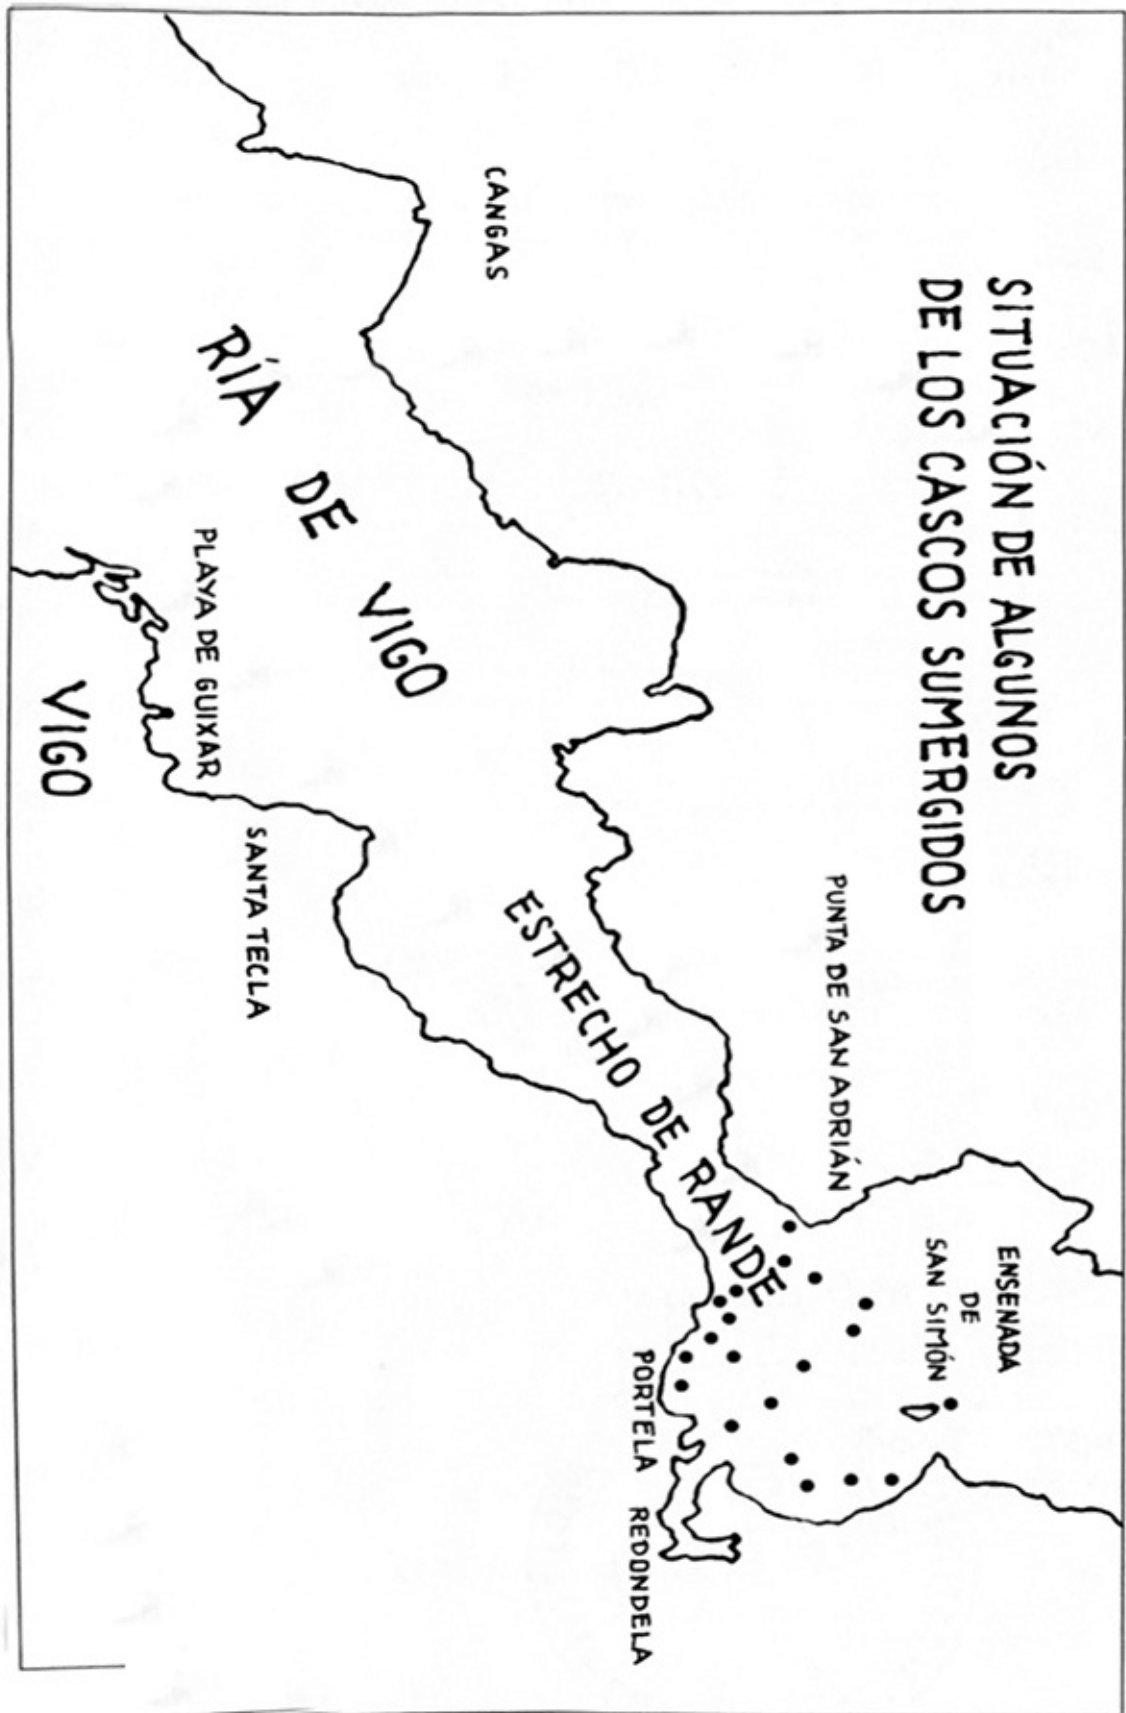 SITUACIÓN DE ALGUNOS
DE LOS CASCOS SUMERGIDOS
ENSENADA
DE
SAN SIMÓN
PUNTA DE SAN ADRIÁN
CANGAS
RÍA DE VIGO
ESTRECHO DE RANDE
PORTELA
REDONDELA
SANTA TECLA
PLAYA DE GUIXAR
VIGO